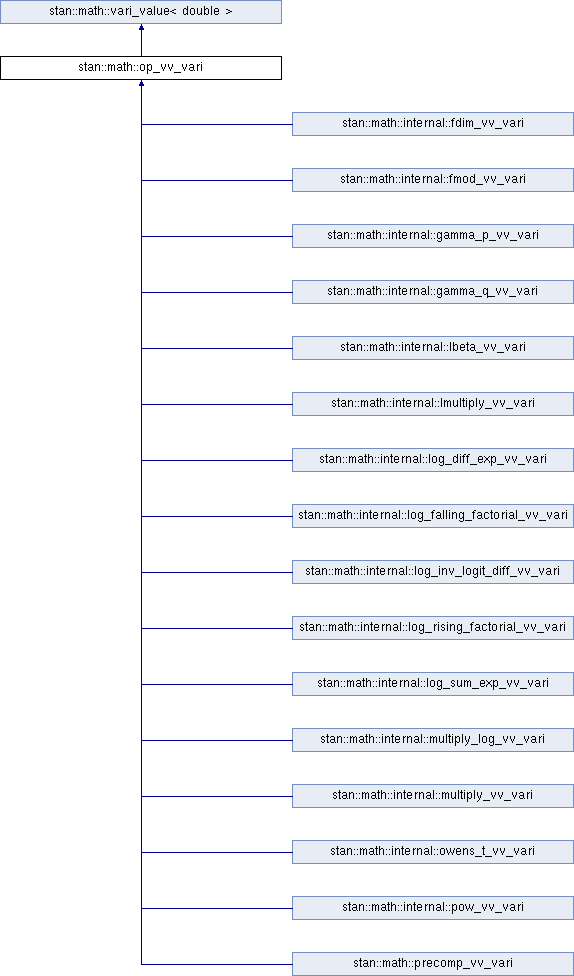 stan::math::vari_value< double >
stan::math::op_vv_vari
stan::math::internal::fdim_vv_vari
stan::math::internal::fmod_vv_vari
stan::math::internal::gamma_p_vv_vari
stan::math::internal::gamma_q_vv_vari
stan::math::internal::lbeta_vv_vari
stan::math::internal::lmultiply_vv_vari
stan::math::internal::log_diff_exp_vv_vari
stan::math::internal::log_falling_factorial_vv_vari
stan::math::internal::log_inv_logit_diff_vv_vari
stan::math::internal::log_rising_factorial_vv_vari
stan::math::internal::log_sum_exp_vv_vari
stan::math::internal::multiply_log_vv_vari
stan::math::internal::multiply_vv_vari
stan::math::internal::owens_t_vv_vari
stan::math::internal::pow_vv_vari
stan::math::precomp_vv_vari